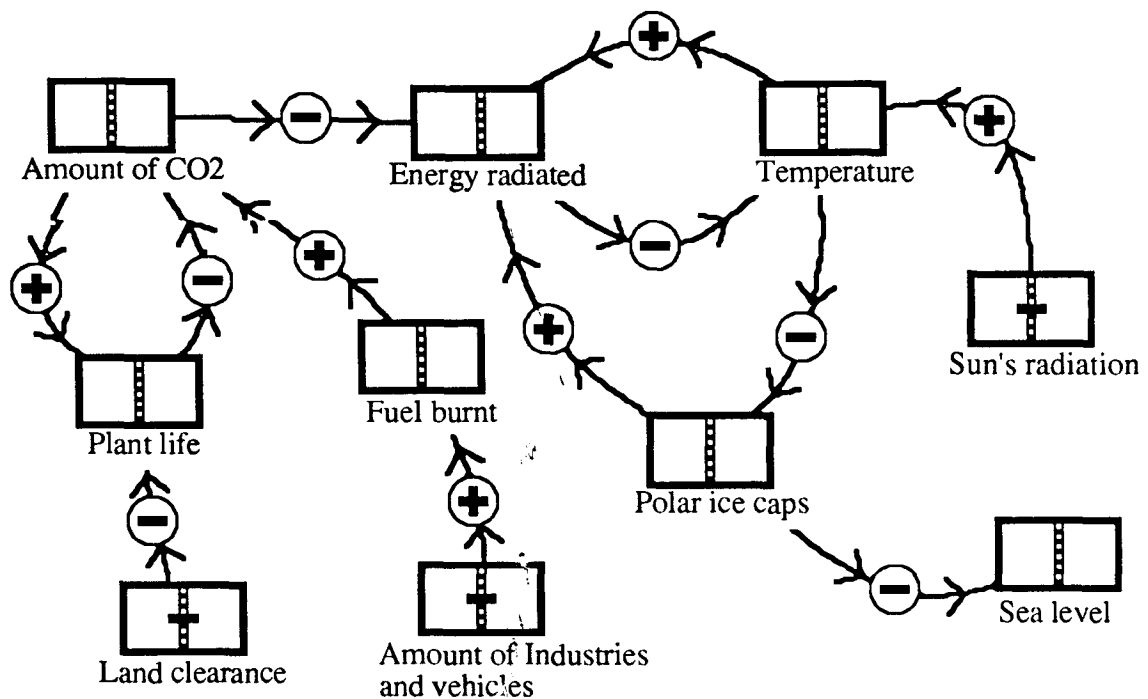 Amount of CO2
Energy radiated
Temperature
Sun's radiation
Plant life
Fuel burnt
Polar ice caps
Sea level
Land clearance
Amount of Industries
and vehicles